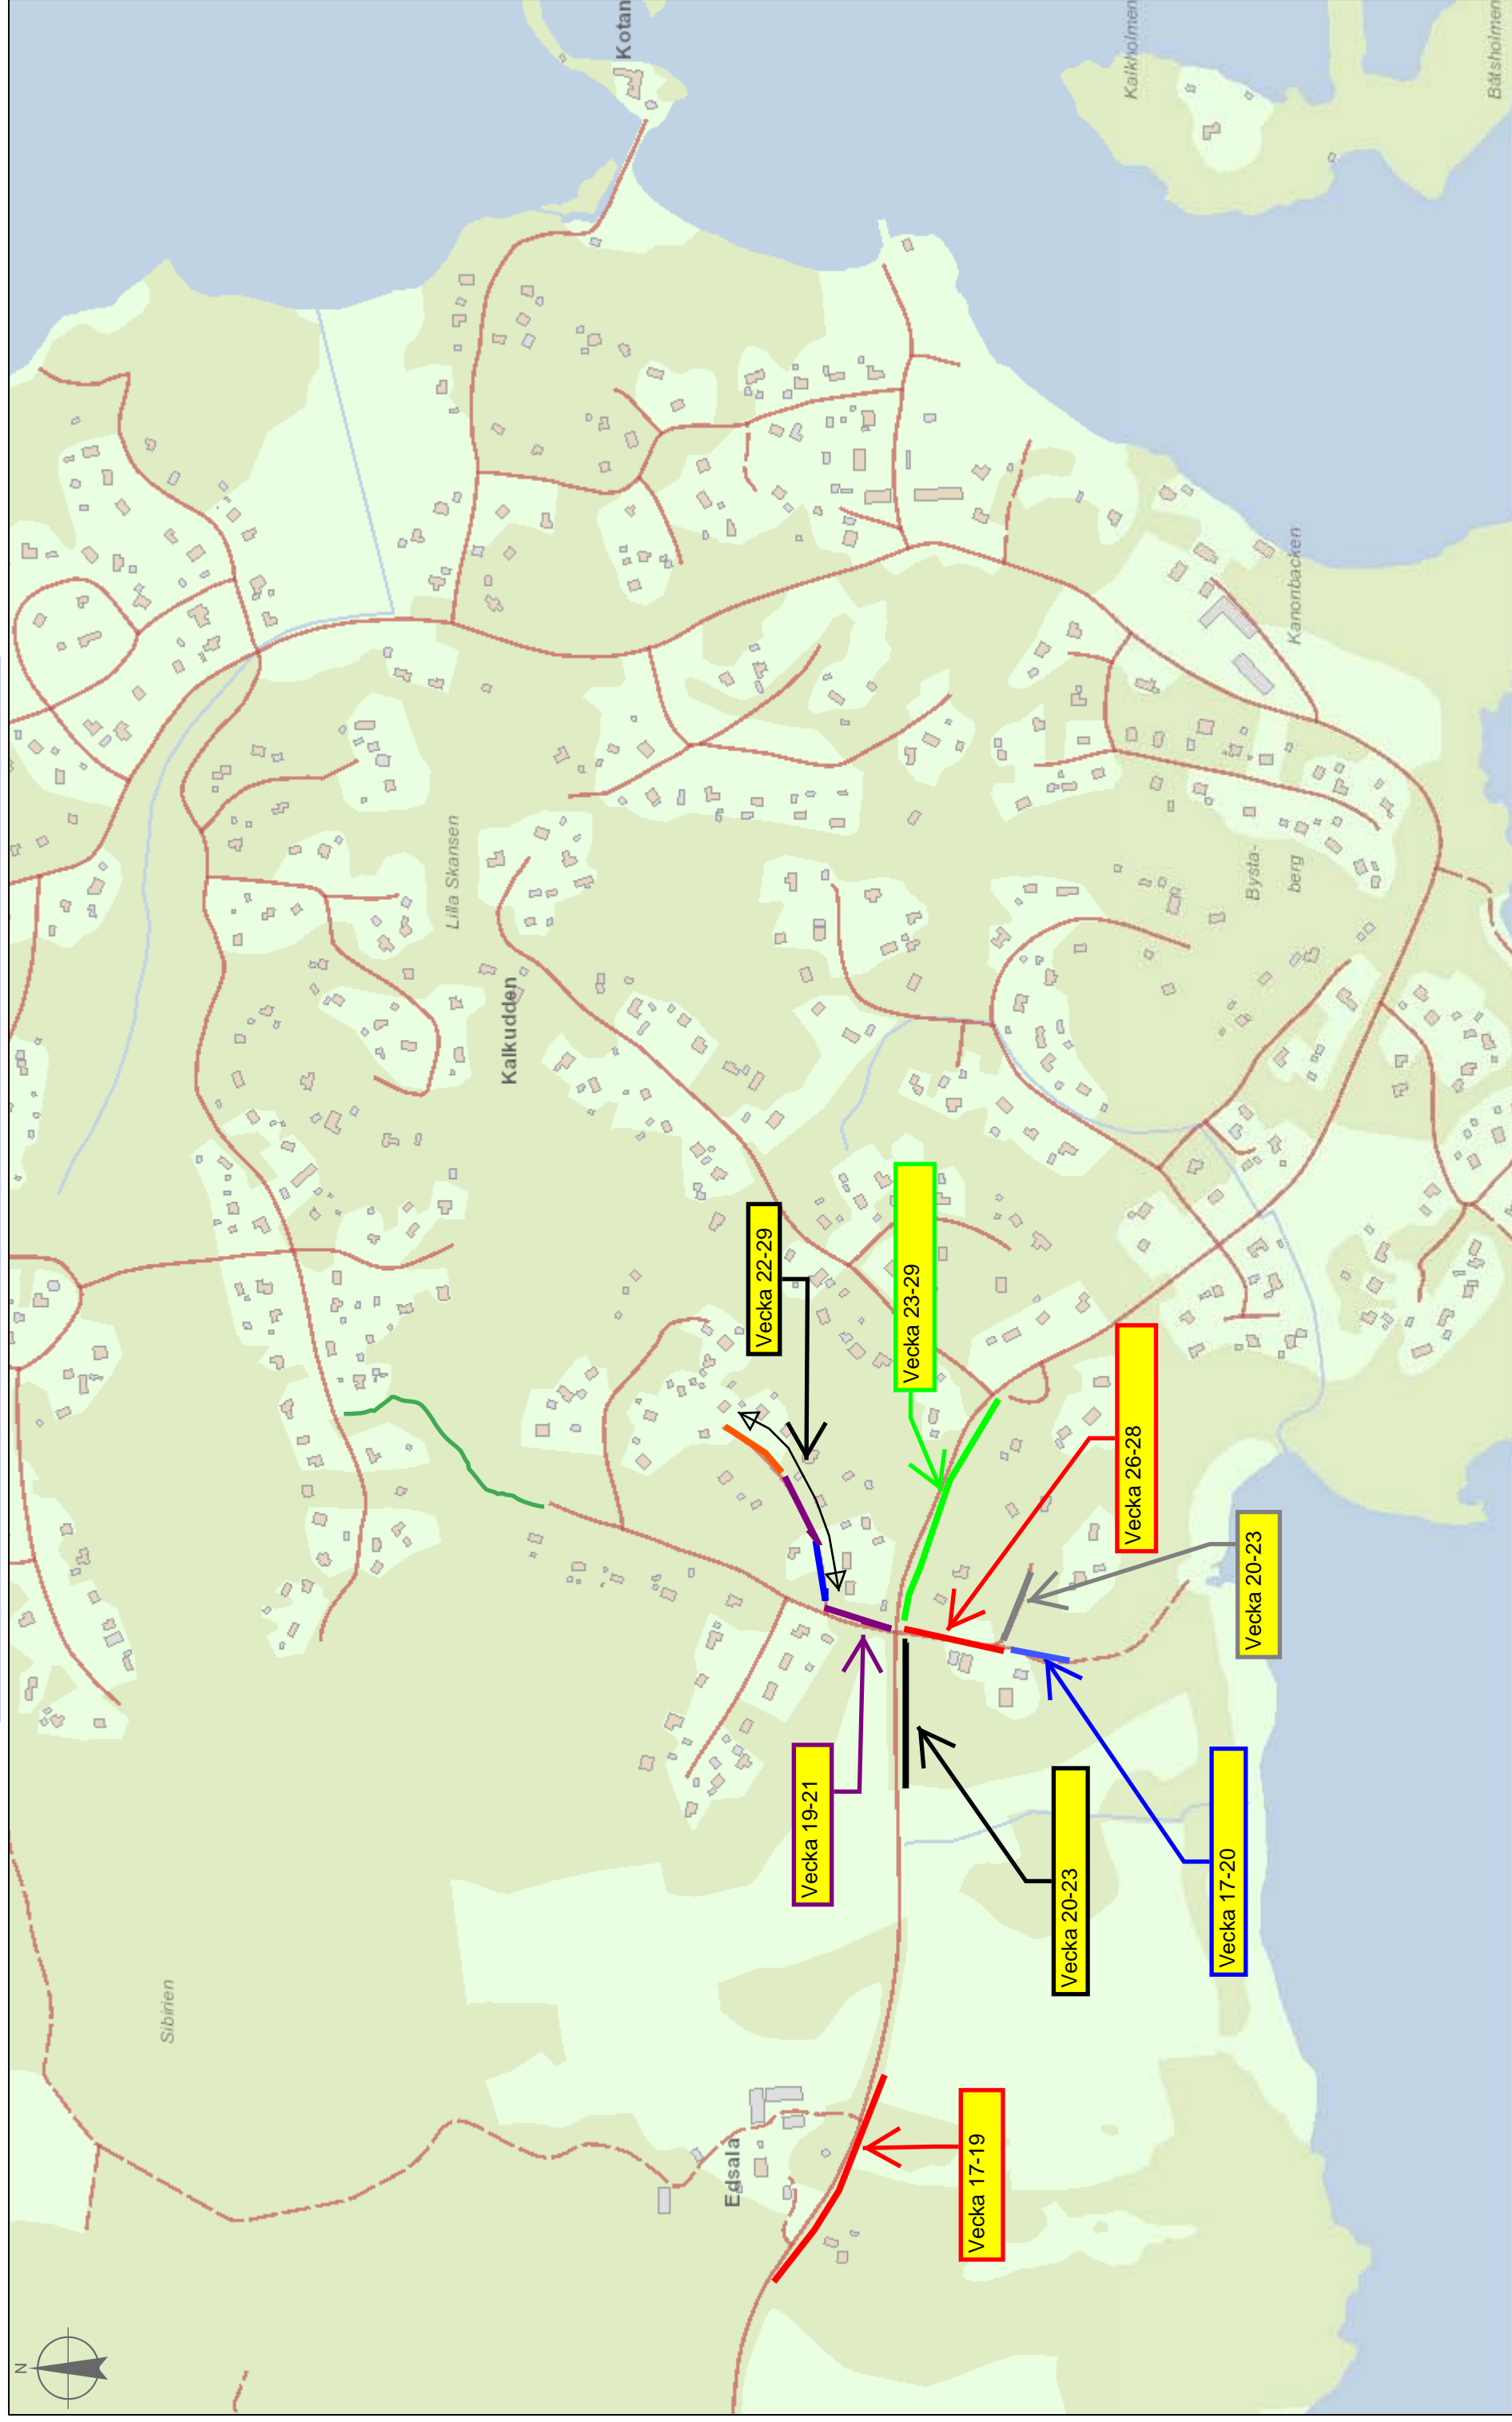 N
Sibirien
Edsala
Kalkudden
Lilla Skansen
Kotan
Kalkholmen
Båtsholmen
Kanonbacken
Bysta-
berg
Vecka 22-29
Vecka 23-29
Vecka 26-28
Vecka 20-23
Vecka 19-21
Vecka 20-23
Vecka 17-20
Vecka 17-19